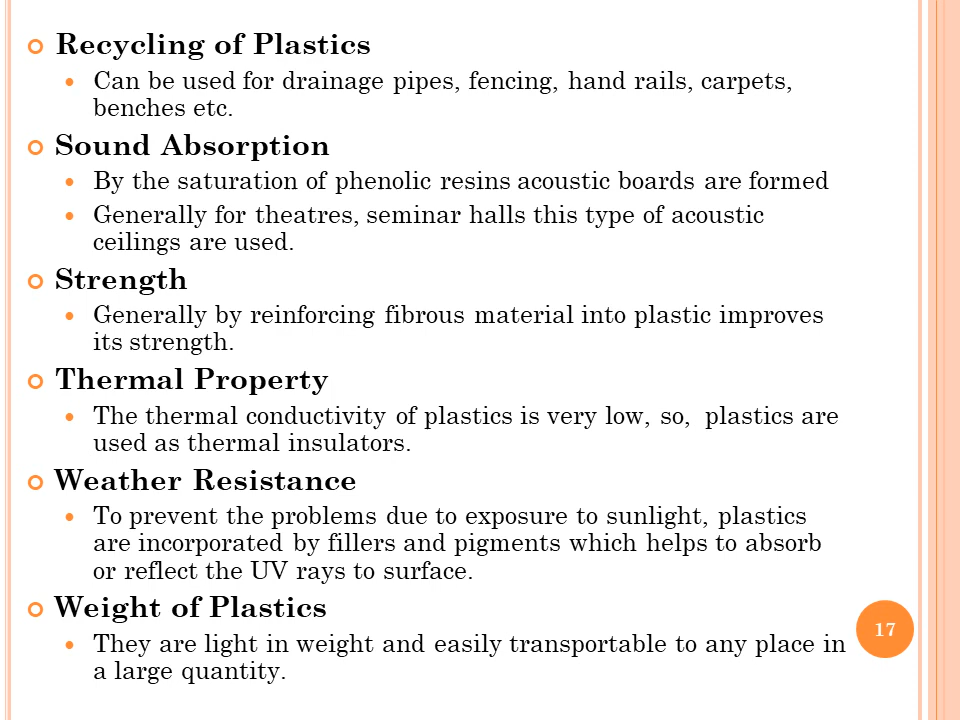 Recycling of Plastics
Can be used for drainage pipes, fencing, hand rails, carpets,
benches etc.
Sound Absorption
By the saturation of phenolic resins acoustic boards are formed
Generally for theatres, seminar halls this type of acoustic
ceilings are used.
Strength
Generally by reinforcing fibrous material into plastic improves
its strength.
Thermal Property
The thermal conductivity of plastics is very low, so,  plastics are
used as thermal insulators.
Weather Resistance
To prevent the problems due to exposure to sunlight, plastics
are incorporated by fillers and pigments which helps to absorb
or reflect the UV rays to surface.
Weight of Plastics
They are light in weight and easily transportable to any place in
a large quantity.
17